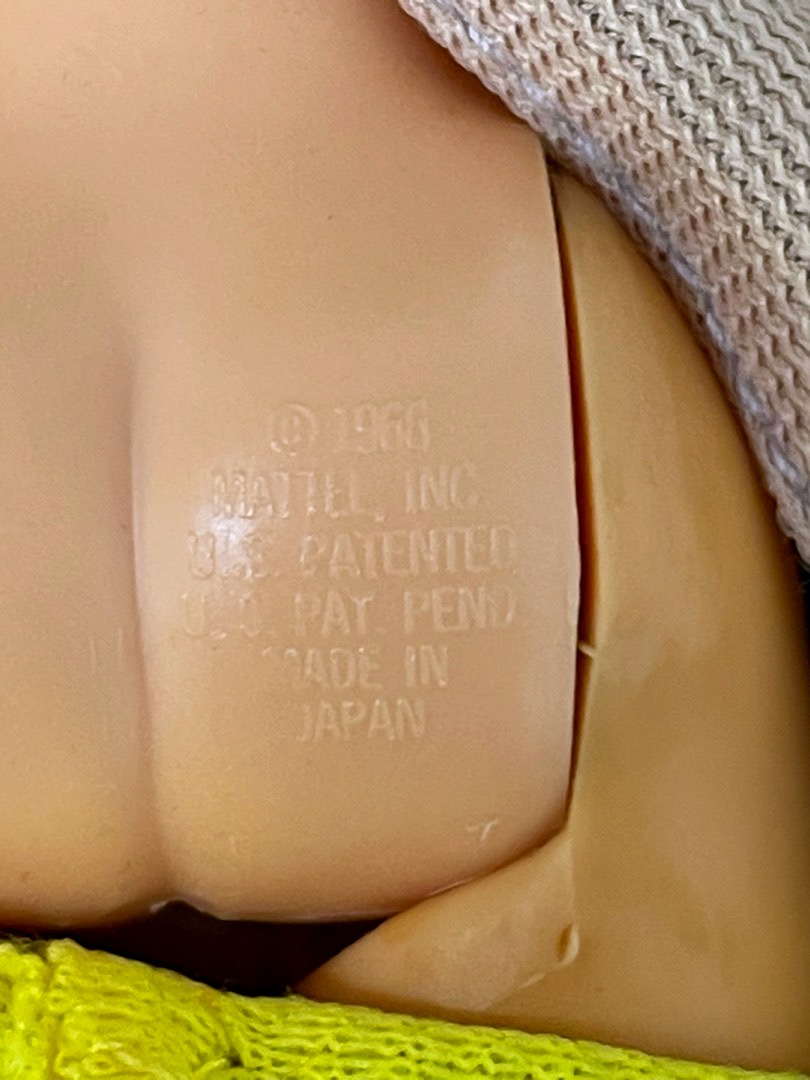 © 1966
MATTEL, INC.
U.S. PATENTED
U.S. PAT. PEND.
MADE IN
JAPAN